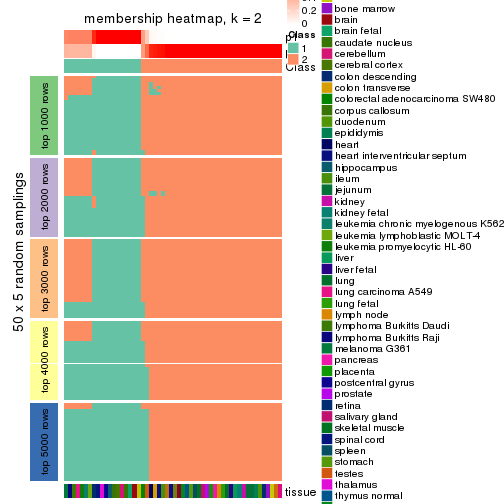 membership heatmap, k = 2
0.2
0
Class
1
2
Class
50 x 5 random samplings
top 1000 rows
top 2000 rows
top 3000 rows
top 4000 rows
top 5000 rows
tissue
bone marrow
brain
brain fetal
caudate nucleus
cerebellum
cerebral cortex
colon descending
colon transverse
colorectal adenocarcinoma SW480
corpus callosum
duodenum
epididymis
heart
heart interventricular septum
hippocampus
ileum
jejunum
kidney
kidney fetal
leukemia chronic myelogenous K562
leukemia lymphoblastic MOLT-4
leukemia promyelocytic HL-60
liver
liver fetal
lung
lung carcinoma A549
lung fetal
lymph node
lymphoma Burkitts Daudi
lymphoma Burkitts Raji
melanoma G361
pancreas
placenta
postcentral gyrus
prostate
retina
salivary gland
skeletal muscle
spinal cord
spleen
stomach
testes
thalamus
thymus normal